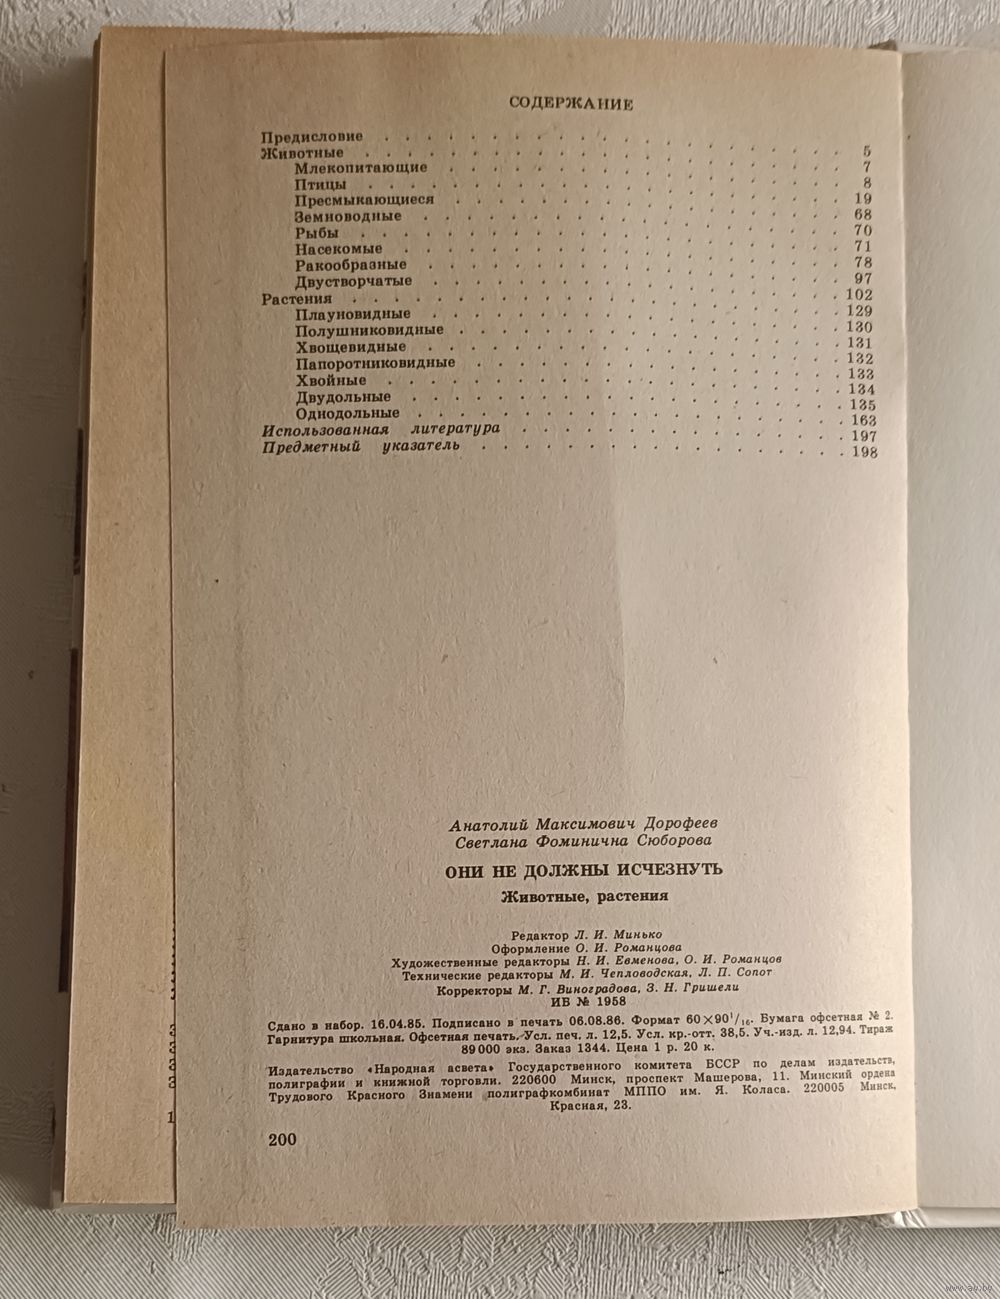 СОДЕРЖАНИЕ
Предисловие . . . . . . . . . . . . . . . . . . . . . 5
Животные . . . . . . . . . . . . . . . . . . . . . 7
Млекопитающие . . . . . . . . . . . . . . . . . . 8
Птицы . . . . . . . . . . . . . . . . . . . . . 19
Пресмыкающиеся . . . . . . . . . . . . . . . . . . 68
Земноводные . . . . . . . . . . . . . . . . . . . 70
Рыбы . . . . . . . . . . . . . . . . . . . . . 71
Насекомые . . . . . . . . . . . . . . . . . . . . 78
Ракообразные . . . . . . . . . . . . . . . . . . . 97
Двустворчатые . . . . . . . . . . . . . . . . . . . 102
Растения . . . . . . . . . . . . . . . . . . . . . 129
Плауновидные . . . . . . . . . . . . . . . . . . . 130
Полушниковидные . . . . . . . . . . . . . . . . . . 131
Хвощевидные . . . . . . . . . . . . . . . . . . . 132
Папоротниковидные . . . . . . . . . . . . . . . . . 133
Хвойные . . . . . . . . . . . . . . . . . . . . . 134
Двудольные . . . . . . . . . . . . . . . . . . . . 135
Однодольные . . . . . . . . . . . . . . . . . . . . 163
Использованная литература . . . . . . . . . . . . . . . 197
Предметный указатель . . . . . . . . . . . . . . . . . 198
Анатолий Максимович Дорофеев
Светлана Фоминична Сюборова
ОНИ НЕ ДОЛЖНЫ ИСЧЕЗНУТЬ
Животные, растения
Редактор Л. И. Минько
Оформление О. И. Романцова
Художественные редакторы Н. И. Евменова, О. И. Романцов
Технические редакторы М. И. Чепловодская, Л. П. Сопот
Корректоры М. Г. Виноградова, З. Н. Гришели
ИБ № 1958
Сдано в набор. 16.04.85. Подписано в печать 06.08.86. Формат 60×90¹/₁₆. Бумага офсетная № 2.
Гарнитура школьная. Офсетная печать. Усл. печ. л. 12,5. Усл. кр.-отт. 38,5. Уч.-изд. л. 12,94. Тираж
89 000 экз. Заказ 1344. Цена 1 р. 20 к.
Издательство «Народная асвета» Государственного комитета БССР по делам издательств,
полиграфии и книжной торговли. 220600 Минск, проспект Машерова, 11. Минский ордена
Трудового Красного Знамени полиграфкомбинат МППО им. Я. Коласа. 220005 Минск,
Красная, 23.
200